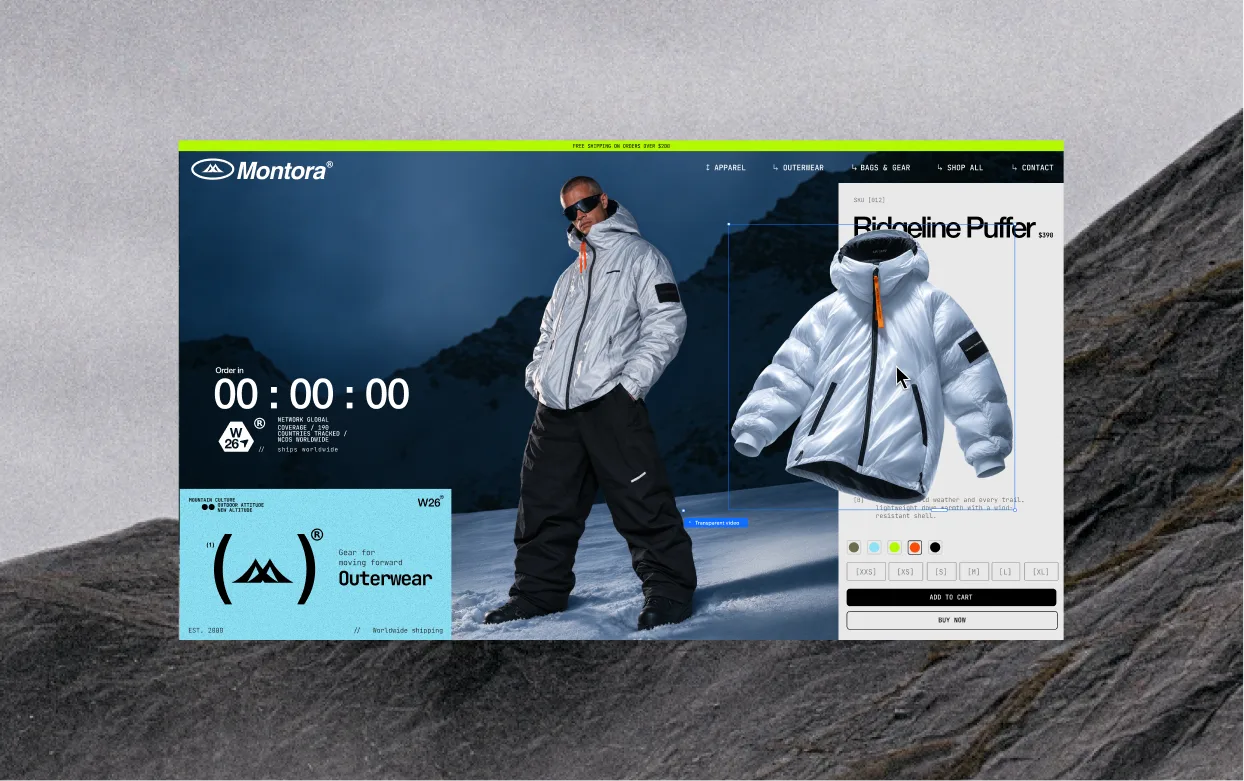 FREE SHIPPING ON ORDERS OVER $200
Montora®
APPAREL
OUTERWEAR
BAGS & GEAR
SHOP ALL
CONTACT
SKU [012]
Ridgeline Puffer
$390
Order in
00 : 00 : 00
W
26
®
NETWORK GLOBAL
COVERAGE / 190
COUNTRIES TRACKED /
NCDS WORLDWIDE
// ships worldwide
MOUNTAIN CULTURE
OUTDOOR ATTITUDE
NEW ALTITUDE
W26®
(1)
( ) ®
Gear for
moving forward
Outerwear
EST. 2009
// Worldwide shipping
Transparent video
weather and every trail,
lightweight down warmth with a wind-
resistant shell.
[XXS]
[XS]
[S]
[M]
[L]
[XL]
ADD TO CART
BUY NOW